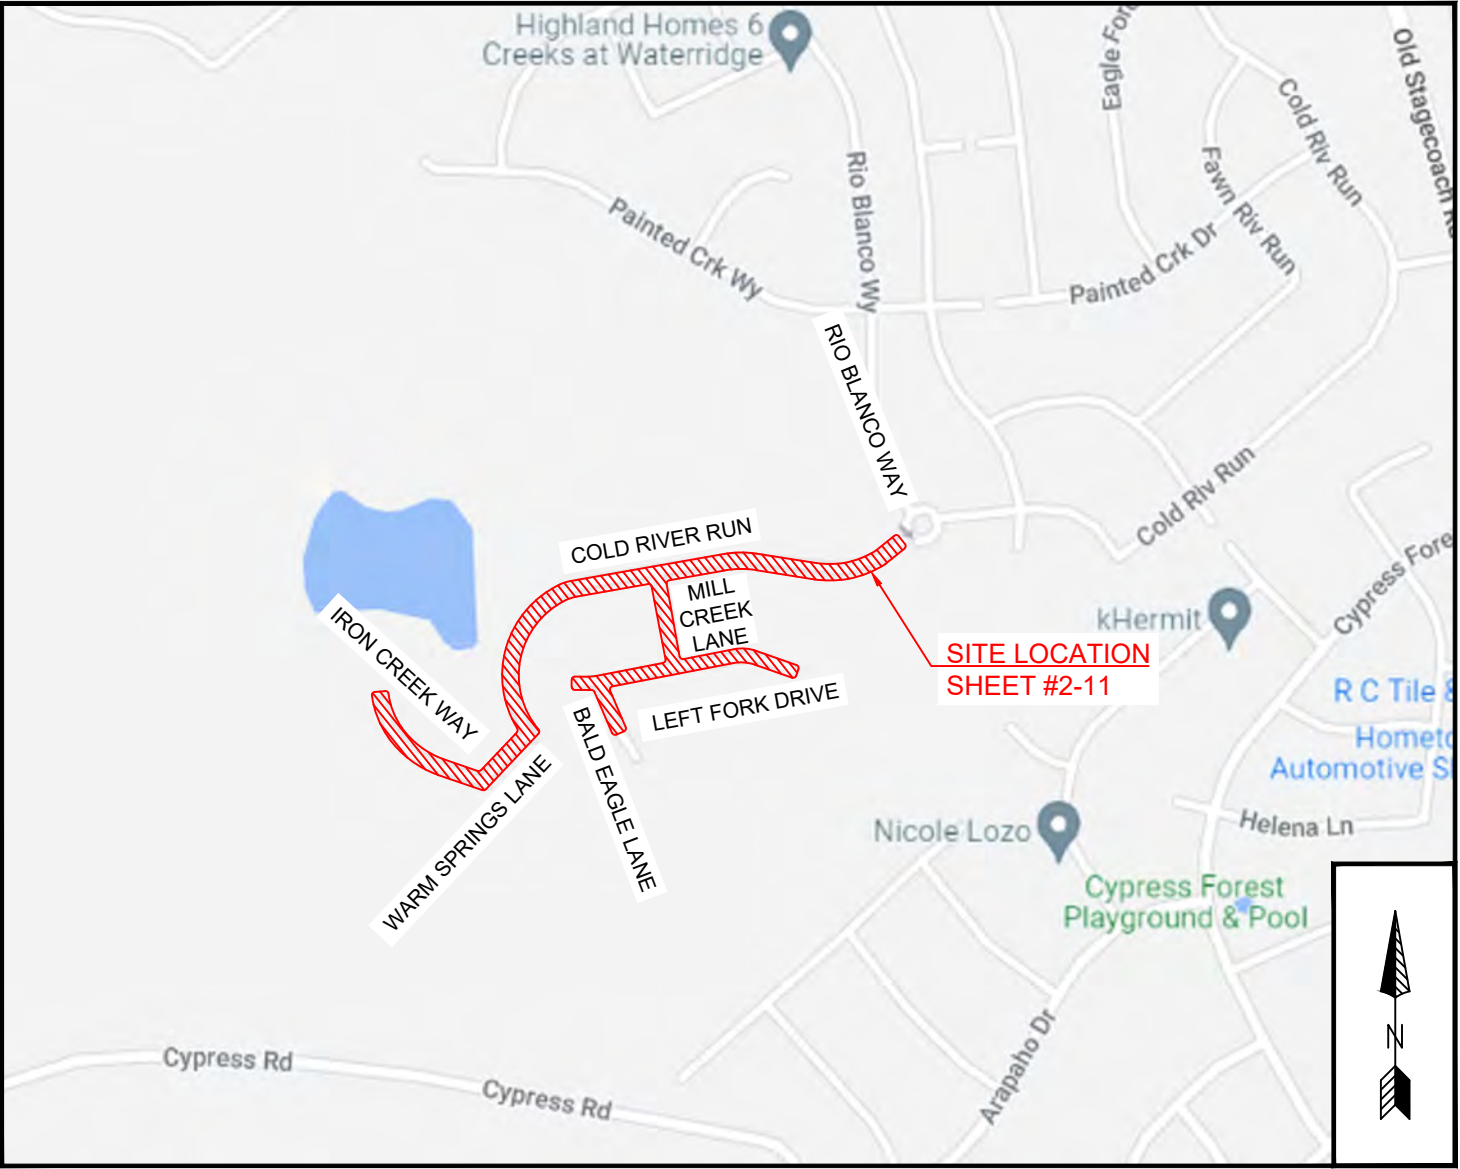 Highland Homes 6
Creeks at Waterridge
Eagle
Old Stagecoach
Cold Riv Run
Fawn Riv Run
Rio Blanco Wy
Painted Crk Wy
Painted Crk Dr
RIO BLANCO WAY
Cold Riv Run
COLD RIVER RUN
MILL
CREEK
LANE
IRON CREEK WAY
Cypress
kHermit
SITE LOCATION
SHEET #2-11
LEFT FORK DRIVE
BALD EAGLE LANE
WARM SPRINGS LANE
R C Tile
Automotive
Nicole Lozo
Helena Ln
Cypress Forest
Playground & Pool
Arapaho Dr
Cypress Rd
Cypress Rd
N